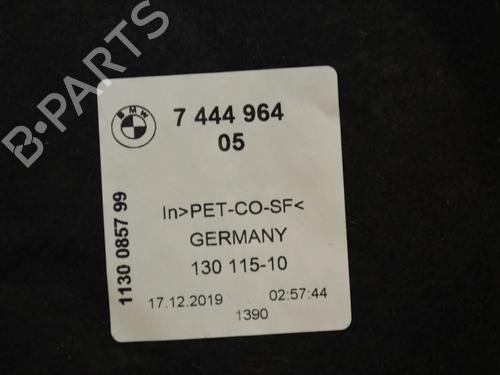 B-PARTS
BMW
7 444 964
05
In>PET-CO-SF<
GERMANY
130 115-10
17.12.2019 02:57:44
1390
1130 0857 99